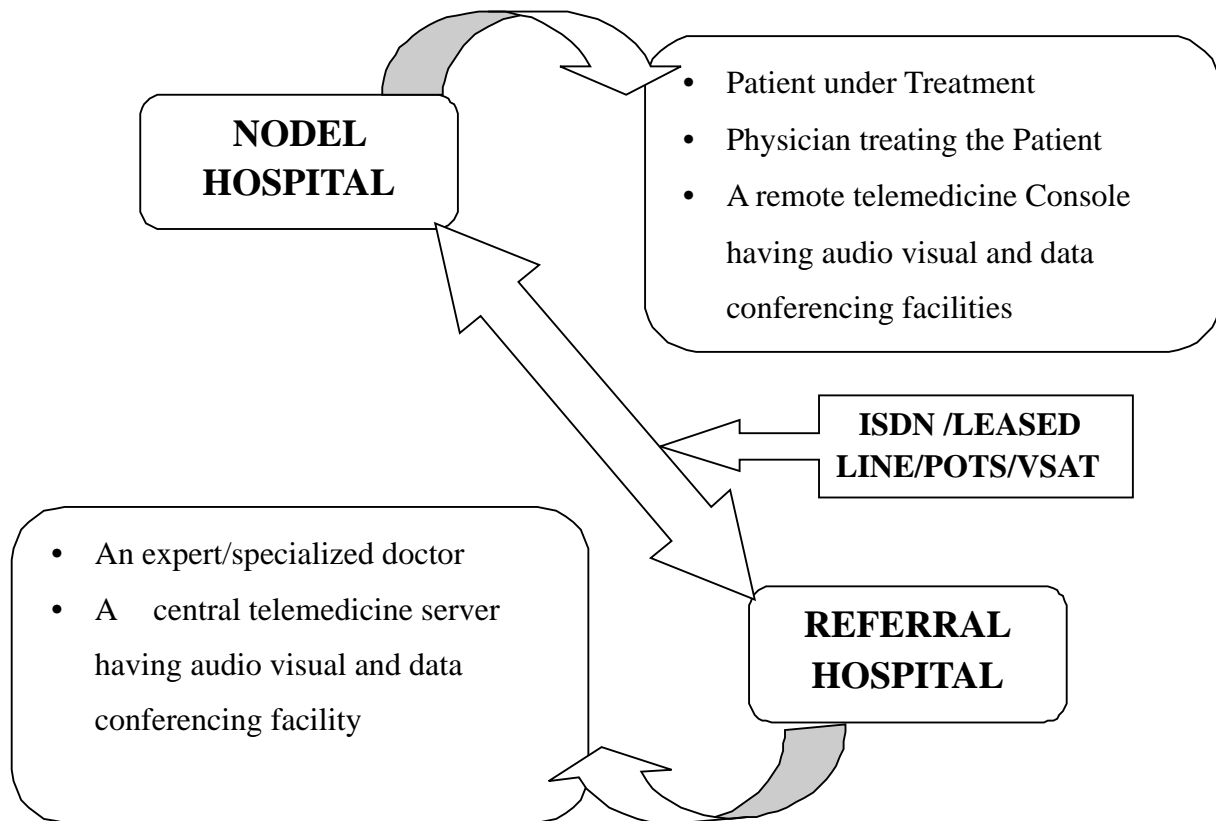 NODEL
HOSPITAL
• Patient under Treatment
• Physician treating the Patient
• A remote telemedicine Console
having audio visual and data
conferencing facilities
ISDN /LEASED
LINE/POTS/VSAT
• An expert/specialized doctor
• A central telemedicine server
having audio visual and data
conferencing facility
REFERRAL
HOSPITAL